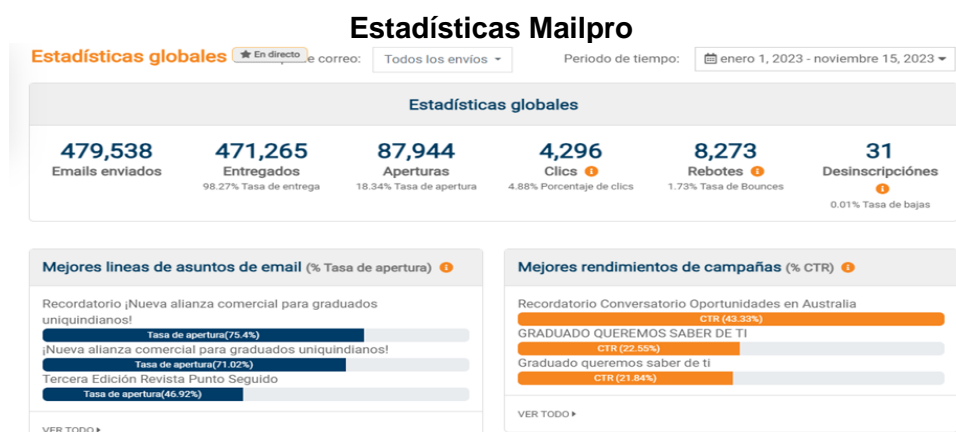 Estadísticas Mailpro
Estadísticas globales En directo e correo: Todos los envíos Periodo de tiempo: enero 1, 2023 - noviembre 15, 2023
Estadísticas globales
479,538 471,265 87,944 4,296 8,273 31
Emails enviados Entregados Aperturas Clics Rebotes Desinscripciónes
98.27% Tasa de entrega 18.34% Tasa de apertura 4.88% Porcentaje de clics 1.73% Tasa de Bounces
0.01% Tasa de bajas
Mejores lineas de asuntos de email (% Tasa de apertura)
Recordatorio ¡Nueva alianza comercial para graduados
uniquindianos!
Tasa de apertura(75.4%)
¡Nueva alianza comercial para graduados uniquindianos!
Tasa de apertura(71.02%)
Tercera Edición Revista Punto Seguido
Tasa de apertura(46.92%)
VER TODO
Mejores rendimientos de campañas (% CTR)
Recordatorio Conversatorio Oportunidades en Australia
CTR (43.33%)
GRADUADO QUEREMOS SABER DE TI
CTR (22.55%)
Graduado queremos saber de ti
CTR (21.84%)
VER TODO